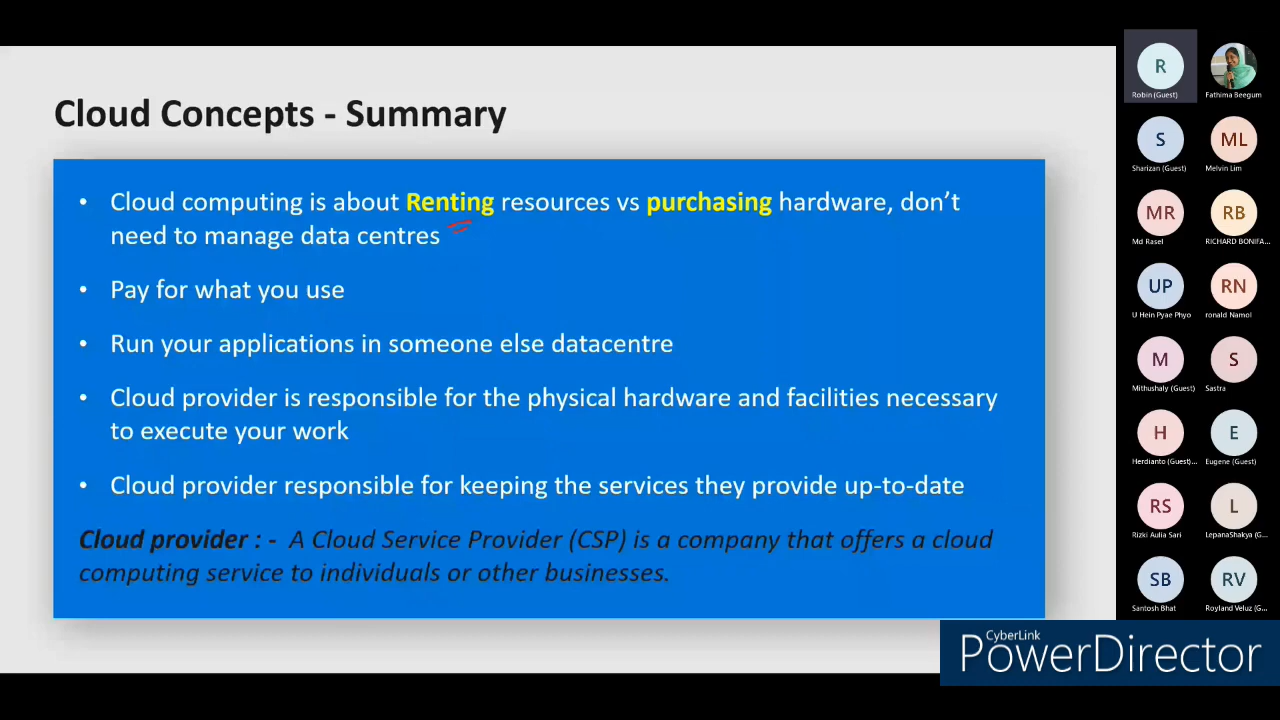 Cloud Concepts - Summary
• Cloud computing is about Renting resources vs purchasing hardware, don't
need to manage data centres
• Pay for what you use
• Run your applications in someone else datacentre
• Cloud provider is responsible for the physical hardware and facilities necessary
to execute your work
• Cloud provider responsible for keeping the services they provide up-to-date
Cloud provider : - A Cloud Service Provider (CSP) is a company that offers a cloud
computing service to individuals or other businesses.
R
Robin (Guest)
Fathima Beegum
S
Sharizan (Guest)
ML
Melvin Lim
MR
Md Rasel
RB
RICHARD BONIFA...
UP
U Hein Pyae Phyo
RN
ronald Namol
M
Mithushaly (Guest)
S
Sastra
H
Herdianto (Guest)...
E
Eugene (Guest)
RS
Rizki Aulia Sari
L
LepanaShakya (G...
SB
Santosh Bhat
RV
Royland Veluz (G...
CyberLink
PowerDirector